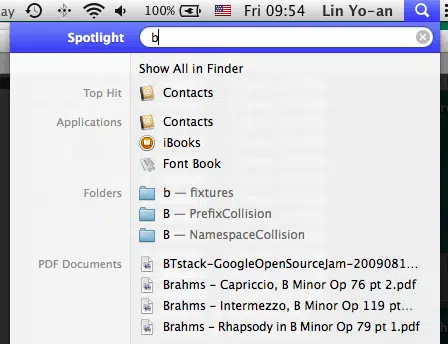 ay 100% Fri 09:54 Lin Yo-an
Spotlight b
Show All in Finder
Top Hit Contacts
Applications Contacts
iBooks
Font Book
Folders b — fixtures
B — PrefixCollision
B — NamespaceCollision
PDF Documents BTstack-GoogleOpenSourceJam-2009081...
Brahms – Capriccio, B Minor Op 76 pt 2.pdf
Brahms – Intermezzo, B Minor Op 119 pt...
Brahms – Rhapsody in B Minor Op 79 pt 1.pdf